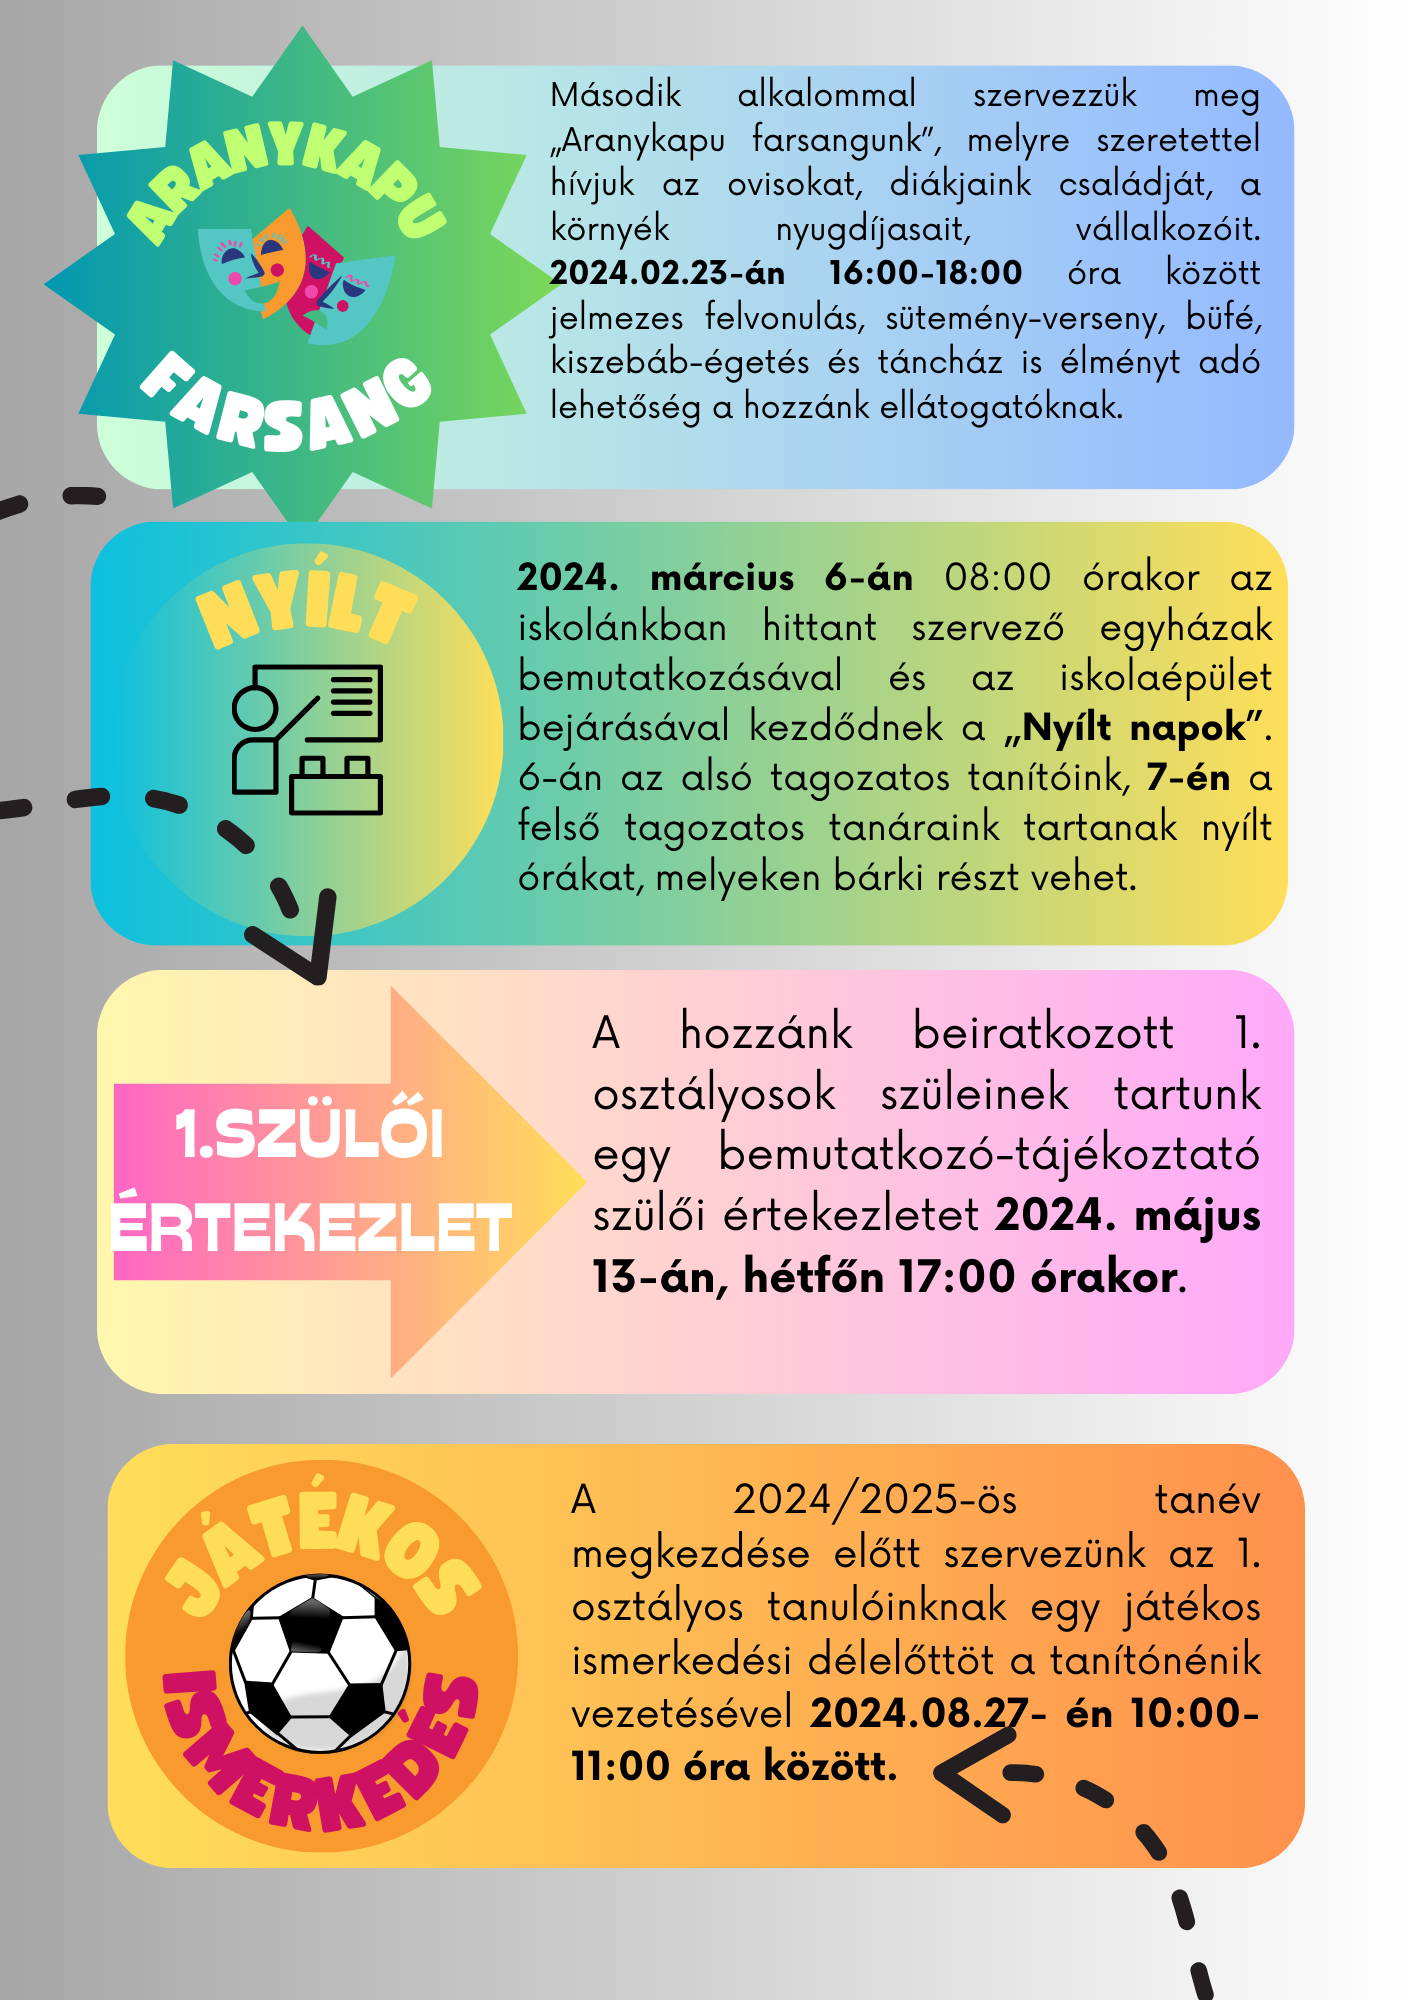 ARANYKAPU
FARSANG
Második alkalommal szervezzük meg
„Aranykapu farsangunk”, melyre szeretettel
hívjuk az ovisokat, diákjaink családját, a
környék nyugdíjasait, vállalkozóit.
2024.02.23-án 16:00-18:00 óra között
jelmezes felvonulás, sütemény-verseny, büfé,
kiszebáb-égetés és táncház is élményt adó
lehetőség a hozzánk ellátogatóknak.
NYÍLT
2024. március 6-án 08:00 órakor az
iskolánkban hittant szervező egyházak
bemutatkozásával és az iskolaépület
bejárásával kezdődnek a „Nyílt napok”.
6-án az alsó tagozatos tanítóink, 7-én a
felső tagozatos tanáraink tartanak nyílt
órákat, melyeken bárki részt vehet.
1.SZÜLŐI
ÉRTEKEZLET
A hozzánk beiratkozott 1.
osztályosok szüleinek tartunk
egy bemutatkozó-tájékoztató
szülői értekezletet 2024. május
13-án, hétfőn 17:00 órakor.
JÁTÉKOS
ISMERKEDÉS
A 2024/2025-ös tanév
megkezdése előtt szervezünk az 1.
osztályos tanulóinknak egy játékos
ismerkedési délelőttöt a tanítónénik
vezetésével 2024.08.27- én 10:00-
11:00 óra között.